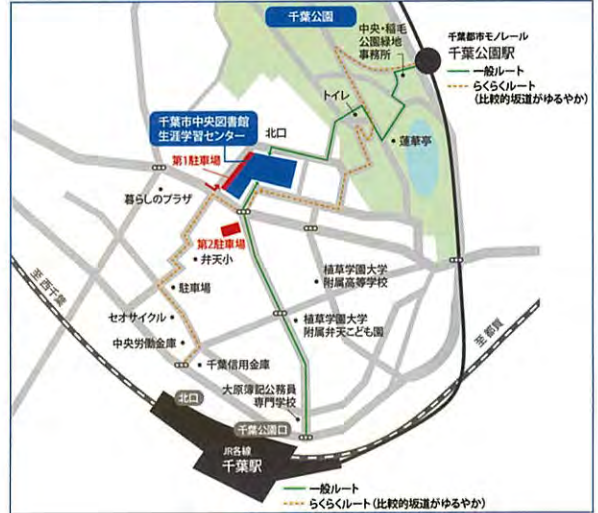 千葉公園
千葉都市モノレール
千葉公園駅
一般ルート
らくらくルート
(比較的坂道がゆるやか)
中央・稲毛
公園緑地
事務所
トイレ
蓮華亭
北口
千葉市中央図書館
生涯学習センター
第1駐車場
暮らしのプラザ
第2駐車場
弁天小
駐車場
セオサイクル
中央労働金庫
千葉信用金庫
植草学園大学
附属高等学校
植草学園大学
附属弁天こども園
大原簿記公務員
専門学校
至西千葉
至都賀
北口
千葉公園口
JR各線
千葉駅
一般ルート
らくらくルート(比較的坂道がゆるやか)